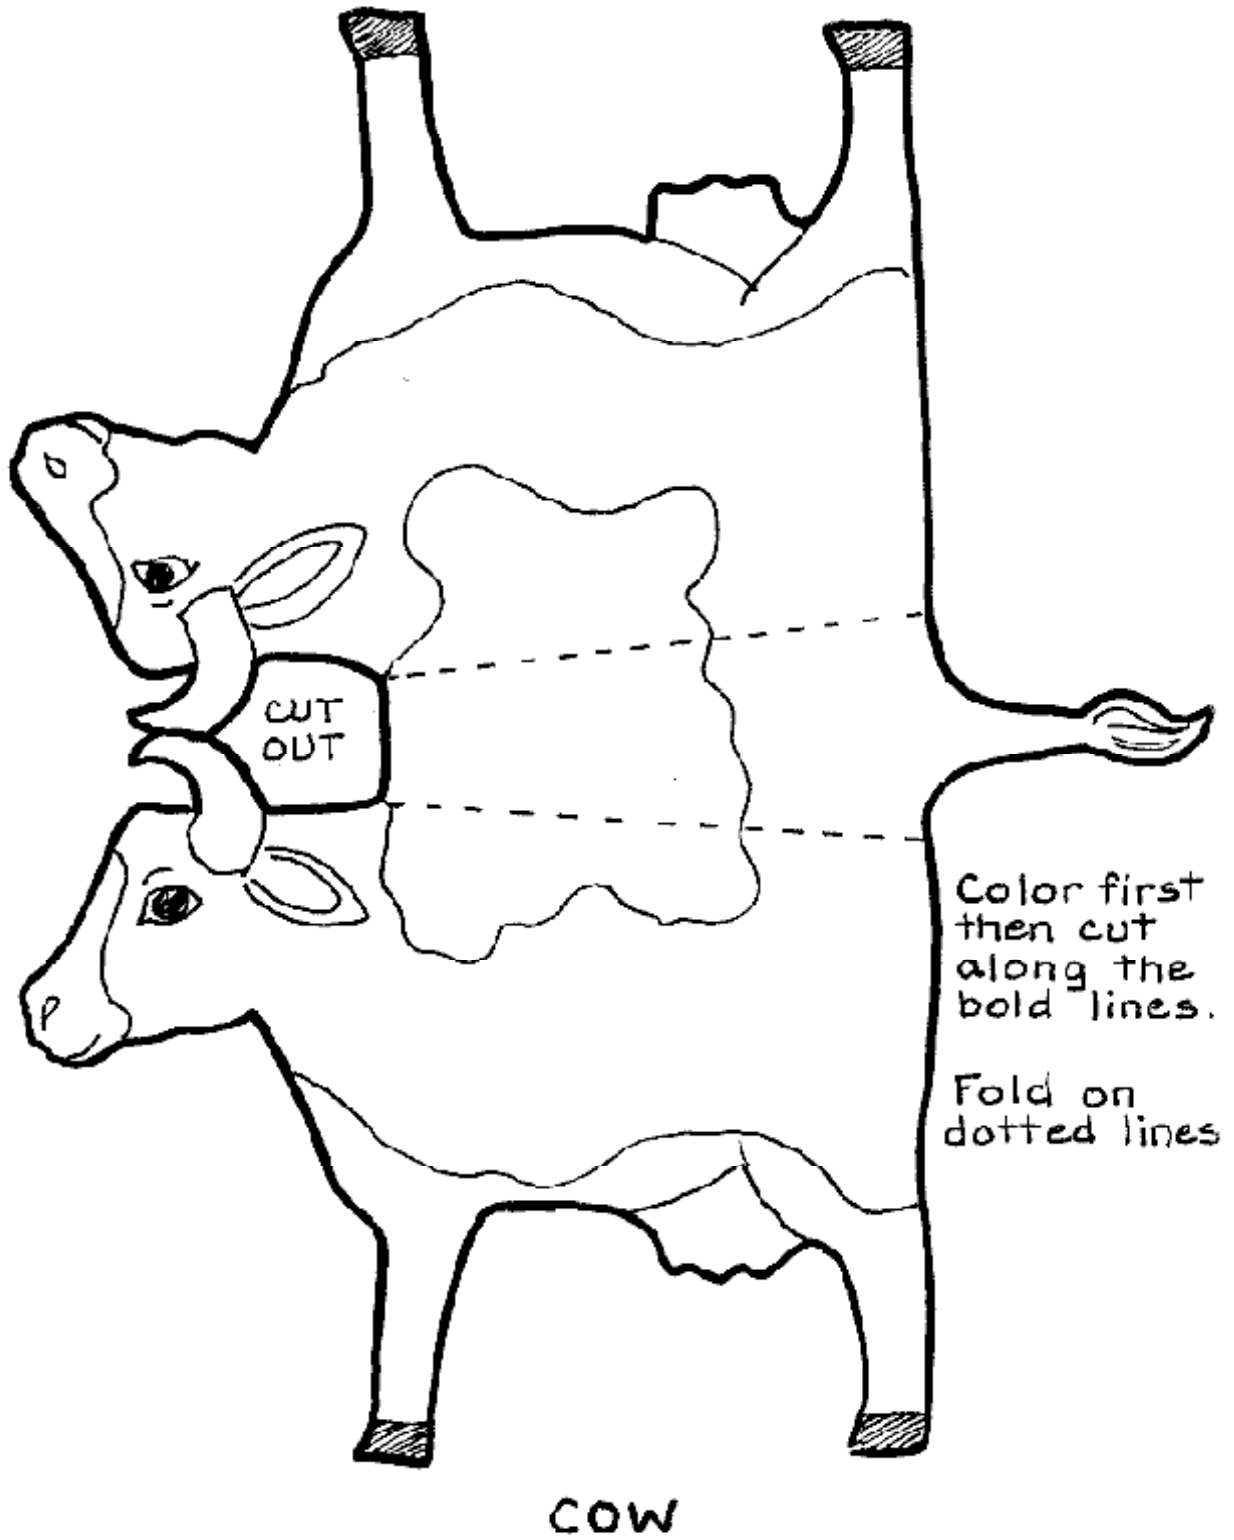 CUT
OUT
Color first
then cut
along the
bold lines.
Fold on
dotted lines
COW